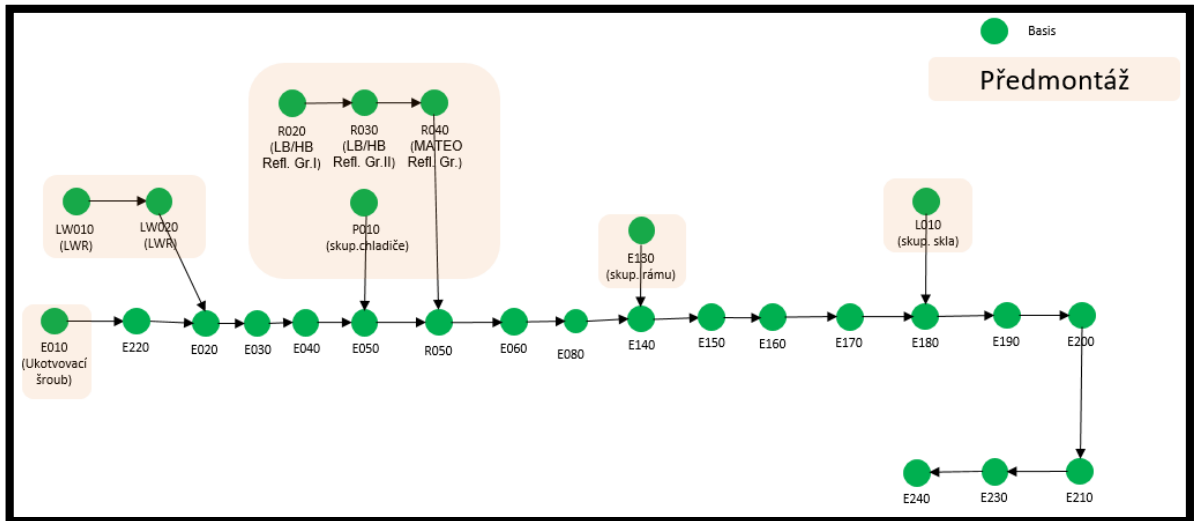 Basis
Předmontáž
R020
(LB/HB
Refl. Gr.I)
R030
(LB/HB
Refl. Gr.II)
R040
(MATEO
Refl. Gr.)
LW010
(LWR)
LW020
(LWR)
P010
(skup.chladiče)
E130
(skup. rámu)
L010
(skup. skla)
E010
(Ukotvovací
šroub)
E220
E020
E030
E040
E050
R050
E060
E080
E140
E150
E160
E170
E180
E190
E200
E240
E230
E210